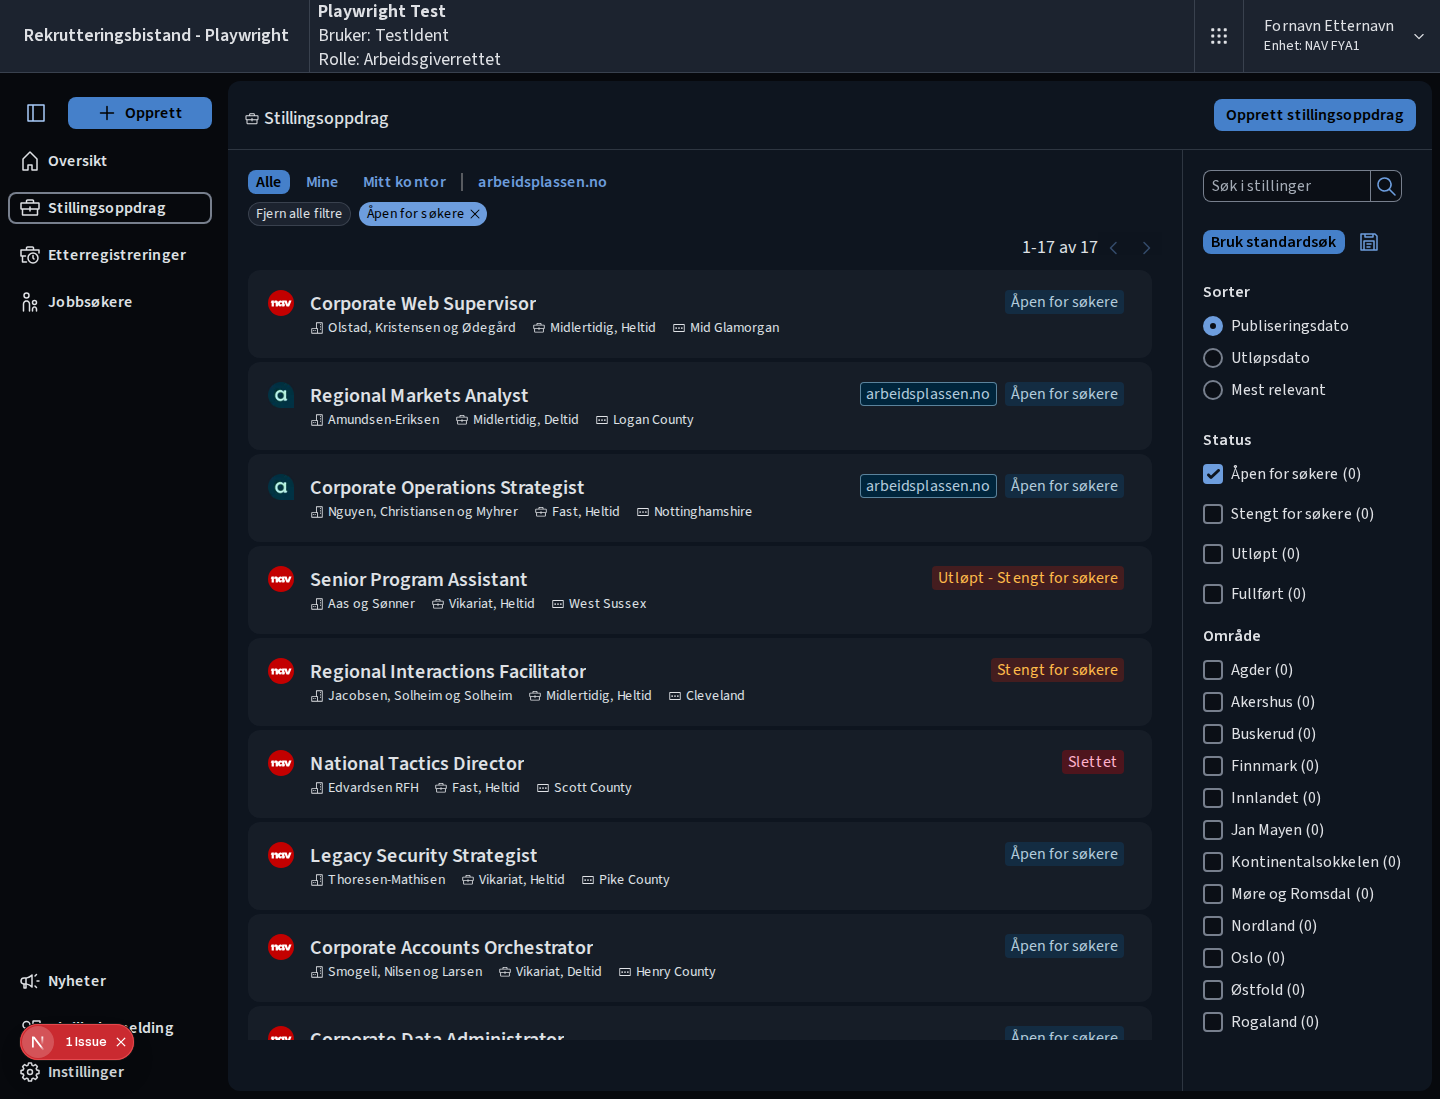 Rekrutteringsbistand - Playwright
Playwright Test
Bruker: TestIdent
Rolle: Arbeidsgiverrettet
Fornavn Etternavn
Enhet: NAV FYA1
Opprett
Oversikt
Stillingsoppdrag
Etterregistreringer
Jobbsøkere
Nyheter
1 Issue
Instillinger
Stillingsoppdrag
Opprett stillingsoppdrag
Alle Mine Mitt kontor arbeidsplassen.no
Fjern alle filtre Åpen for søkere
1-17 av 17
nav
Corporate Web Supervisor
Åpen for søkere
Olstad, Kristensen og Ødegård Midlertidig, Heltid Mid Glamorgan
a
Regional Markets Analyst
arbeidsplassen.no Åpen for søkere
Amundsen-Eriksen Midlertidig, Deltid Logan County
a
Corporate Operations Strategist
arbeidsplassen.no Åpen for søkere
Nguyen, Christiansen og Myhrer Fast, Heltid Nottinghamshire
nav
Senior Program Assistant
Utløpt - Stengt for søkere
Aas og Sønner Vikariat, Heltid West Sussex
nav
Regional Interactions Facilitator
Stengt for søkere
Jacobsen, Solheim og Solheim Midlertidig, Heltid Cleveland
nav
National Tactics Director
Slettet
Edvardsen RFH Fast, Heltid Scott County
nav
Legacy Security Strategist
Åpen for søkere
Thoresen-Mathisen Vikariat, Heltid Pike County
nav
Corporate Accounts Orchestrator
Åpen for søkere
Smogeli, Nilsen og Larsen Vikariat, Deltid Henry County
nav
Corporate Data Administrator
Åpen for søkere
Søk i stillinger
Bruk standardsøk
Sorter
Publiseringsdato
Utløpsdato
Mest relevant
Status
Åpen for søkere (0)
Stengt for søkere (0)
Utløpt (0)
Fullført (0)
Område
Agder (0)
Akershus (0)
Buskerud (0)
Finnmark (0)
Innlandet (0)
Jan Mayen (0)
Kontinentalsokkelen (0)
Møre og Romsdal (0)
Nordland (0)
Oslo (0)
Østfold (0)
Rogaland (0)